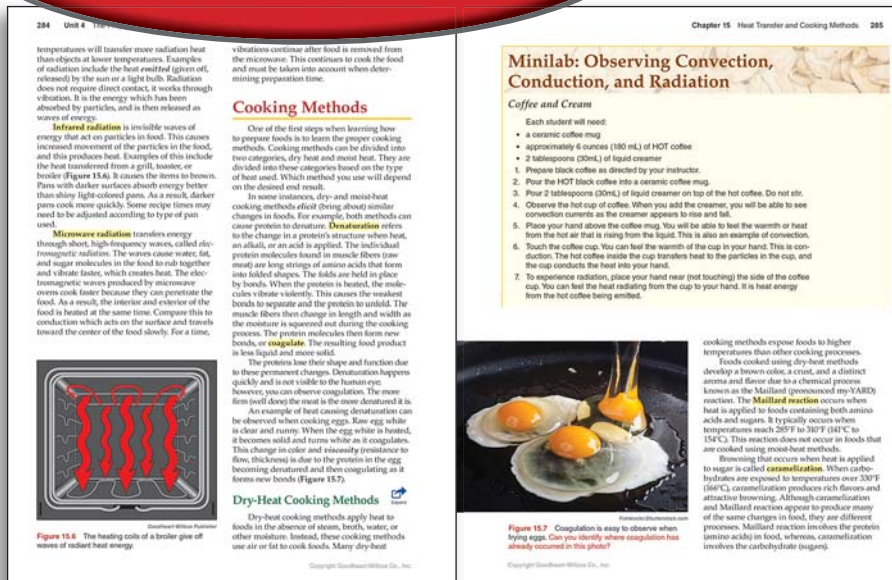 284 Unit 4 The
temperatures will transfer more radiation heat
than objects at lower temperatures. Examples
of radiation include the heat emitted (given off,
released) by the sun or a light bulb. Radiation
does not require direct contact, it works through
vibration. It is the energy which has been
absorbed by particles, and is then released as
waves of energy.
Infrared radiation is invisible waves of
energy that act on particles in food. This causes
increased movement of the particles in the food,
and this produces heat. Examples of this include
the heat transferred from a grill, toaster, or
broiler (Figure 15.6). It causes the items to brown.
Pans with darker surfaces absorb energy better
than shiny light-colored pans. As a result, darker
pans cook more quickly. Some recipe times may
need to be adjusted according to type of pan
used.
Microwave radiation transfers energy
through short, high-frequency waves, called elec-
tromagnetic radiation. The waves cause water, fat,
and sugar molecules in the food to rub together
and vibrate faster, which creates heat. The elec-
tromagnetic waves produced by microwave
ovens cook faster because they can penetrate the
food. As a result, the interior and exterior of the
food is heated at the same time. Compare this to
conduction which acts on the surface and travels
toward the center of the food slowly. For a time,
Goodheart-Willcox Publisher
Figure 15.6 The heating coils of a broiler give off
waves of radiant heat energy.
vibrations continue after food is removed from
the microwave. This continues to cook the food
and must be taken into account when deter-
mining preparation time.
Cooking Methods
One of the first steps when learning how
to prepare foods is to learn the proper cooking
methods. Cooking methods can be divided into
two categories, dry heat and moist heat. They are
divided into these categories based on the type
of heat used. Which method you use will depend
on the desired end result.
In some instances, dry- and moist-heat
cooking methods elicit (bring about) similar
changes in foods. For example, both methods can
cause protein to denature. Denaturation refers
to the change in a protein's structure when heat,
an alkali, or an acid is applied. The individual
protein molecules found in muscle fibers (raw
meat) are long strings of amino acids that form
into folded shapes. The folds are held in place
by bonds. When the protein is heated, the mole-
cules vibrate violently. This causes the weakest
bonds to separate and the protein to unfold. The
muscle fibers then change in length and width as
the moisture is squeezed out during the cooking
process. The protein molecules then form new
bonds, or coagulate. The resulting food product
is less liquid and more solid.
The proteins lose their shape and function due
to these permanent changes. Denaturation happens
quickly and is not visible to the human eye;
however, you can observe coagulation. The more
firm (well done) the meat is the more denatured it is.
An example of heat causing denaturation can
be observed when cooking eggs. Raw egg white
is clear and runny. When the egg white is heated,
it becomes solid and turns white as it coagulates.
This change in color and viscosity (resistance to
flow, thickness) is due to the protein in the egg
becoming denatured and then coagulating as it
forms new bonds (Figure 15.7).
Dry-Heat Cooking Methods
Expand
Dry-heat cooking methods apply heat to
foods in the absence of steam, broth, water, or
other moisture. Instead, these cooking methods
use air or fat to cook foods. Many dry-heat
Copyright Goodheart-Willcox Co., Inc.
Chapter 15 Heat Transfer and Cooking Methods 285
Minilab: Observing Convection,
Conduction, and Radiation
Coffee and Cream
Each student will need:
• a ceramic coffee mug
• approximately 6 ounces (180 mL) of HOT coffee
• 2 tablespoons (30mL) of liquid creamer
1. Prepare black coffee as directed by your instructor.
2. Pour the HOT black coffee into a ceramic coffee mug.
3. Pour 2 tablespoons (30mL) of liquid creamer on top of the hot coffee. Do not stir.
4. Observe the hot cup of coffee. When you add the creamer, you will be able to see
convection currents as the creamer appears to rise and fall.
5. Place your hand above the coffee mug. You will be able to feel the warmth or heat
from the hot air that is rising from the liquid. This is also an example of convection.
6. Touch the coffee cup. You can feel the warmth of the cup in your hand. This is con-
duction. The hot coffee inside the cup transfers heat to the particles in the cup, and
the cup conducts the heat into your hand.
7. To experience radiation, place your hand near (not touching) the side of the coffee
cup. You can feel the heat radiating from the cup to your hand. It is heat energy
from the hot coffee being emitted.
Fotokostic/Shutterstock.com
Figure 15.7 Coagulation is easy to observe when
frying eggs. Can you identify where coagulation has
already occurred in this photo?
Copyright Goodheart-Willcox Co., Inc.
cooking methods expose foods to higher
temperatures than other cooking processes.
Foods cooked using dry-heat methods
develop a brown color, a crust, and a distinct
aroma and flavor due to a chemical process
known as the Maillard (pronounced my-YARD)
reaction. The Maillard reaction occurs when
heat is applied to foods containing both amino
acids and sugars. It typically occurs when
temperatures reach 285°F to 310°F (141°C to
154°C). This reaction does not occur in foods that
are cooked using moist-heat methods.
Browning that occurs when heat is applied
to sugar is called caramelization. When carbo-
hydrates are exposed to temperatures over 330°F
(166°C), caramelization produces rich flavors and
attractive browning. Although caramelization
and Maillard reaction appear to produce many
of the same changes in food, they are different
processes. Maillard reaction involves the protein
(amino acids) in food, whereas, caramelization
involves the carbohydrate (sugars).